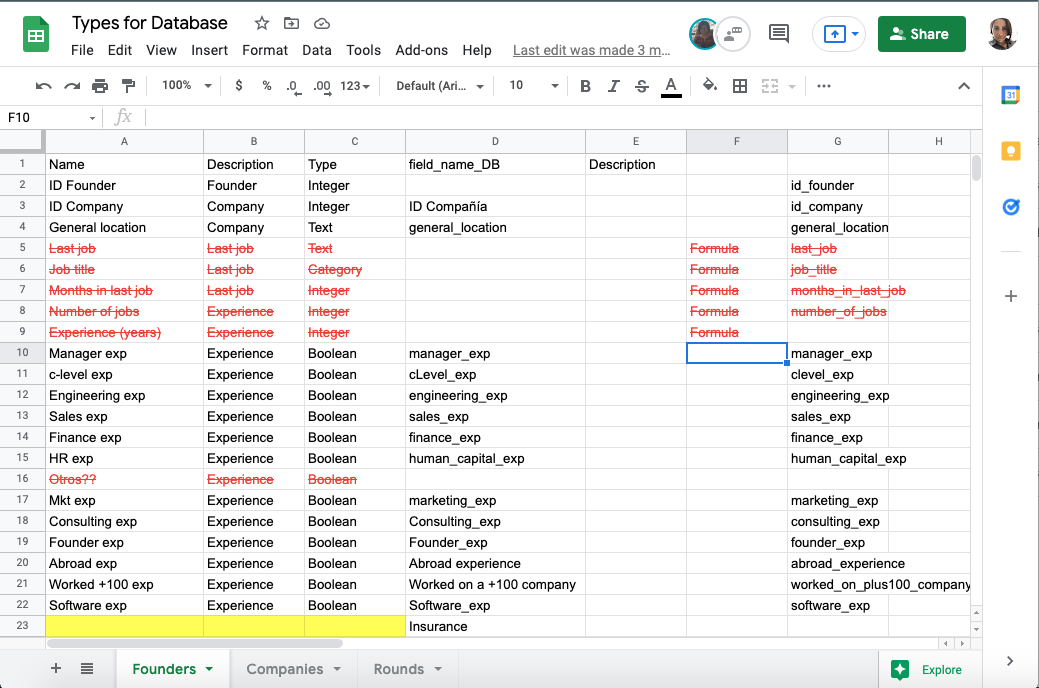 Types for Database
File Edit View Insert Format Data Tools Add-ons Help Last edit was made 3 m...
Share
100% $ % .0 .00 123 Default (Ari... 10 B I S A
31
F10 fx
A B C D E F G H
1 Name Description Type field_name_DB Description
2 ID Founder Founder Integer id_founder
3 ID Company Company Integer ID Compañía id_company
4 General location Company Text general_location general_location
5 Last job Last job Text Formula last_job
6 Job title Last job Category Formula job_title
7 Months in last job Last job Integer Formula months_in_last_job
8 Number of jobs Experience Integer Formula number_of_jobs
9 Experience (years) Experience Integer Formula
10 Manager exp Experience Boolean manager_exp manager_exp
11 c-level exp Experience Boolean cLevel_exp clevel_exp
12 Engineering exp Experience Boolean engineering_exp engineering_exp
13 Sales exp Experience Boolean sales_exp sales_exp
14 Finance exp Experience Boolean finance_exp finance_exp
15 HR exp Experience Boolean human_capital_exp human_capital_exp
16 Otros?? Experience Boolean
17 Mkt exp Experience Boolean marketing_exp marketing_exp
18 Consulting exp Experience Boolean Consulting_exp consulting_exp
19 Founder exp Experience Boolean Founder_exp founder_exp
20 Abroad exp Experience Boolean Abroad experience abroad_experience
21 Worked +100 exp Experience Boolean Worked on a +100 company worked_on_plus100_company
22 Software exp Experience Boolean Software_exp software_exp
23 Insurance
Founders Companies Rounds Explore